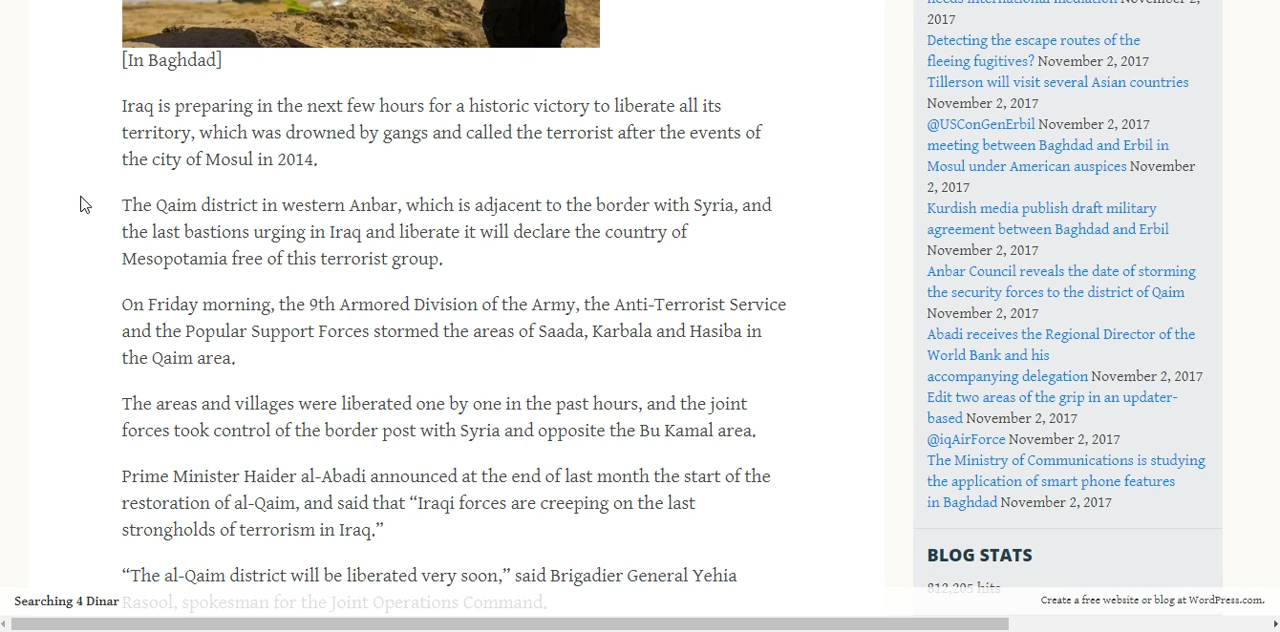 [In Baghdad]
Iraq is preparing in the next few hours for a historic victory to liberate all its
territory, which was drowned by gangs and called the terrorist after the events of
the city of Mosul in 2014.
The Qaim district in western Anbar, which is adjacent to the border with Syria, and
the last bastions urging in Iraq and liberate it will declare the country of
Mesopotamia free of this terrorist group.
On Friday morning, the 9th Armored Division of the Army, the Anti-Terrorist Service
and the Popular Support Forces stormed the areas of Saada, Karbala and Hasiba in
the Qaim area.
The areas and villages were liberated one by one in the past hours, and the joint
forces took control of the border post with Syria and opposite the Bu Kamal area.
Prime Minister Haider al-Abadi announced at the end of last month the start of the
restoration of al-Qaim, and said that “Iraqi forces are creeping on the last
strongholds of terrorism in Iraq.”
“The al-Qaim district will be liberated very soon,” said Brigadier General Yehia
Rasool, spokesman for the Joint Operations Command.
needs international mediation November 2,
2017
Detecting the escape routes of the
fleeing fugitives? November 2, 2017
Tillerson will visit several Asian countries
November 2, 2017
@USConGenErbil November 2, 2017
meeting between Baghdad and Erbil in
Mosul under American auspices November
2, 2017
Kurdish media publish draft military
agreement between Baghdad and Erbil
November 2, 2017
Anbar Council reveals the date of storming
the security forces to the district of Qaim
November 2, 2017
Abadi receives the Regional Director of the
World Bank and his
accompanying delegation November 2, 2017
Edit two areas of the grip in an updater-
based November 2, 2017
@iqAirForce November 2, 2017
The Ministry of Communications is studying
the application of smart phone features
in Baghdad November 2, 2017
BLOG STATS
812,205 hits
Searching 4 Dinar
Create a free website or blog at WordPress.com.